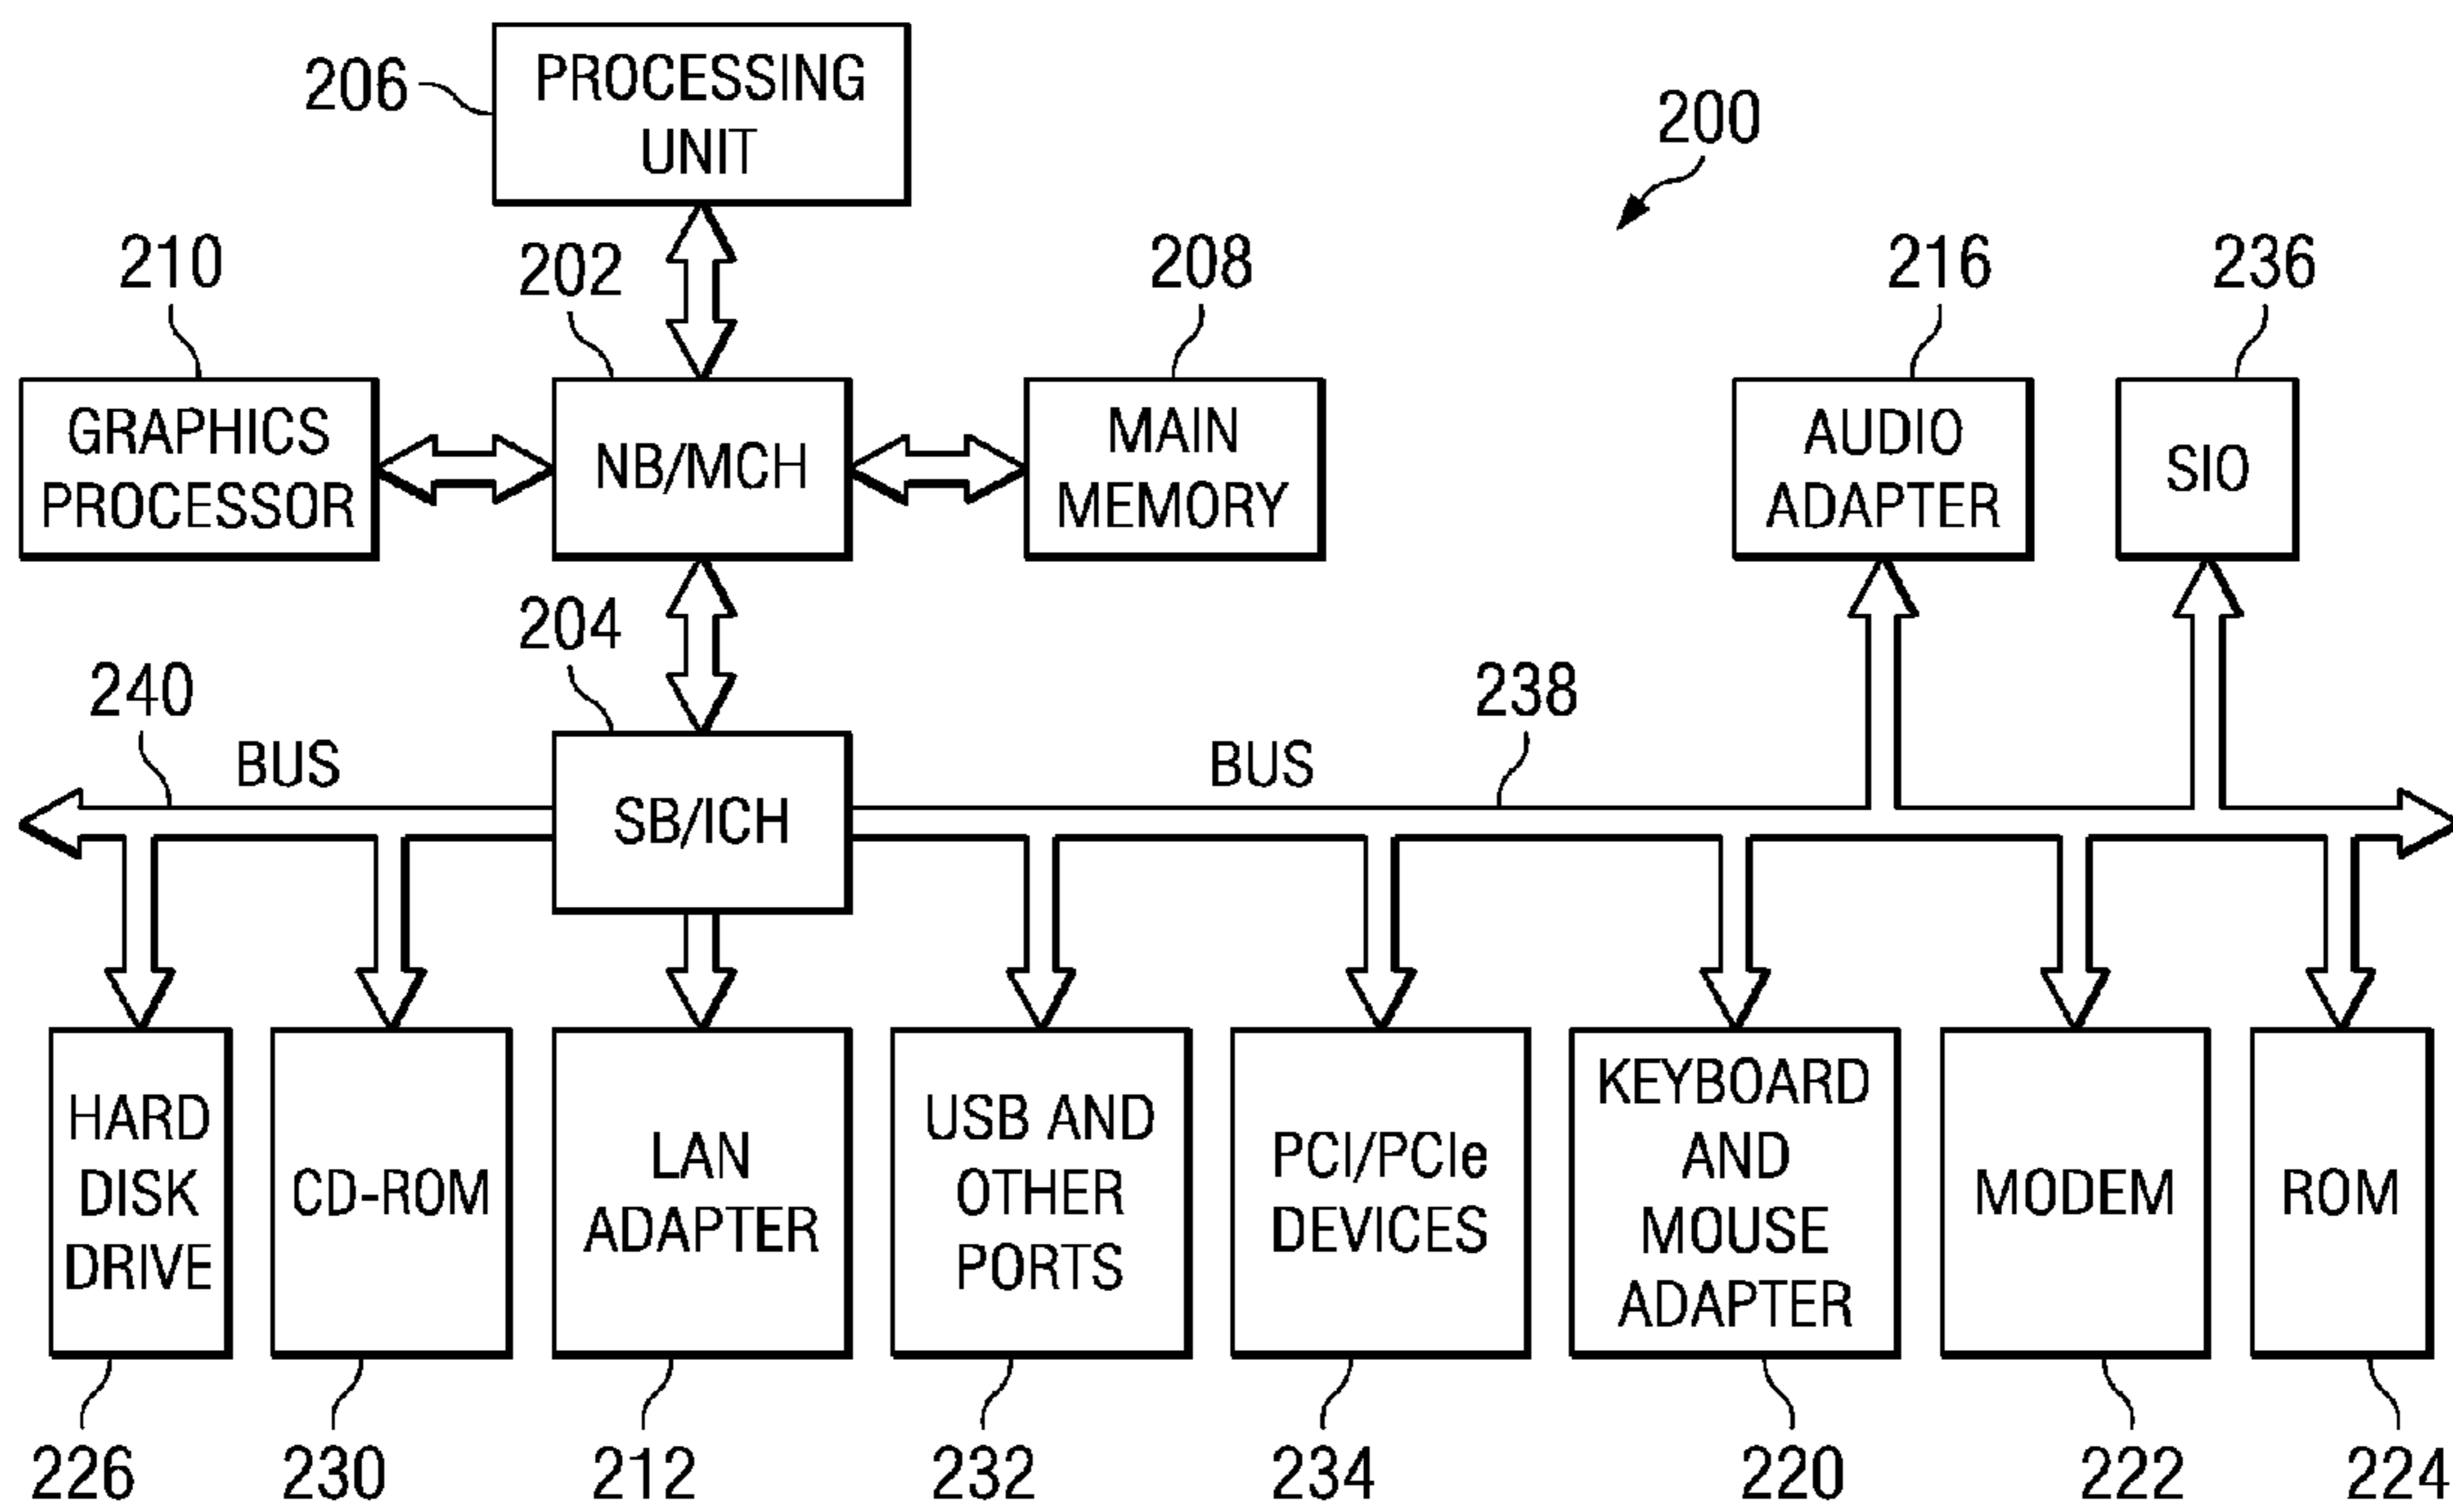 PROCESSING
UNIT
206
200
210
202
208
216
236
GRAPHICS
PROCESSOR
NB/MCH
MAIN
MEMORY
AUDIO
ADAPTER
SIO
204
240
238
BUS
BUS
SB/ICH
HARD
DISK
DRIVE
CD-ROM
LAN
ADAPTER
USB AND
OTHER
PORTS
PCI/PCIe
DEVICES
KEYBOARD
AND
MOUSE
ADAPTER
MODEM
ROM
226
230
212
232
234
220
222
224